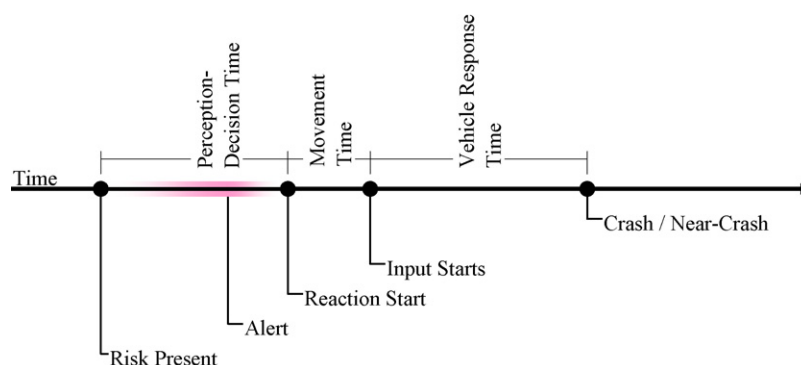 Perception-
Decision Time
Movement
Time
Vehicle Response
Time
Time
Crash / Near-Crash
Input Starts
Reaction Start
Alert
Risk Present